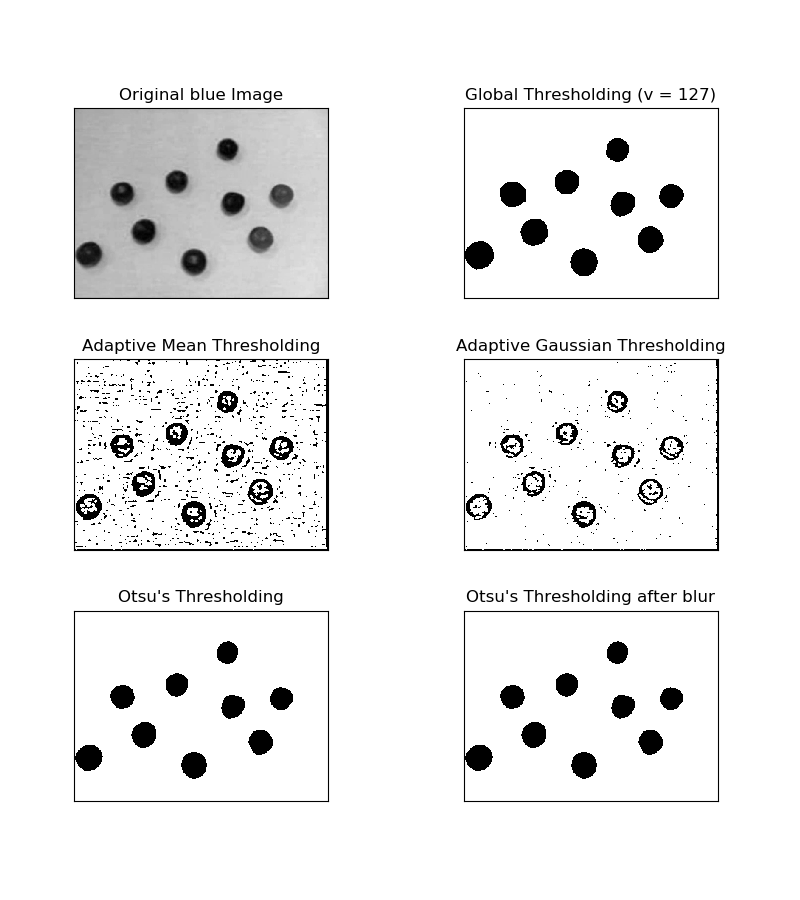 Original blue Image
Global Thresholding (v = 127)
Adaptive Mean Thresholding
Adaptive Gaussian Thresholding
Otsu's Thresholding
Otsu's Thresholding after blur